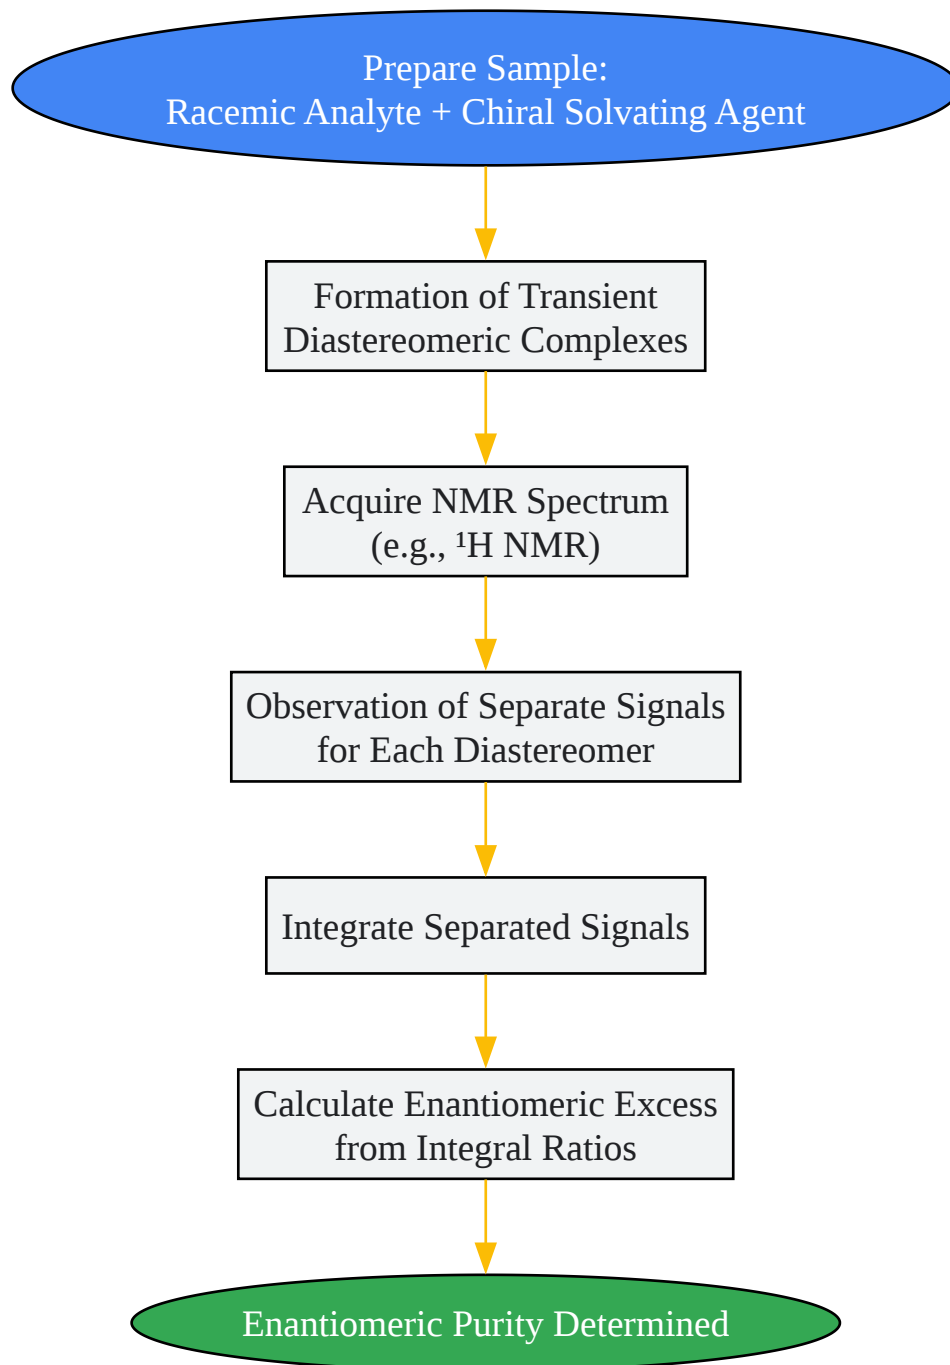 Prepare Sample:
Racemic Analyte + Chiral Solvating Agent
Formation of Transient
Diastereomeric Complexes
Acquire NMR Spectrum
(e.g., ¹H NMR)
Observation of Separate Signals
for Each Diastereomer
Integrate Separated Signals
Calculate Enantiomeric Excess
from Integral Ratios
Enantiomeric Purity Determined